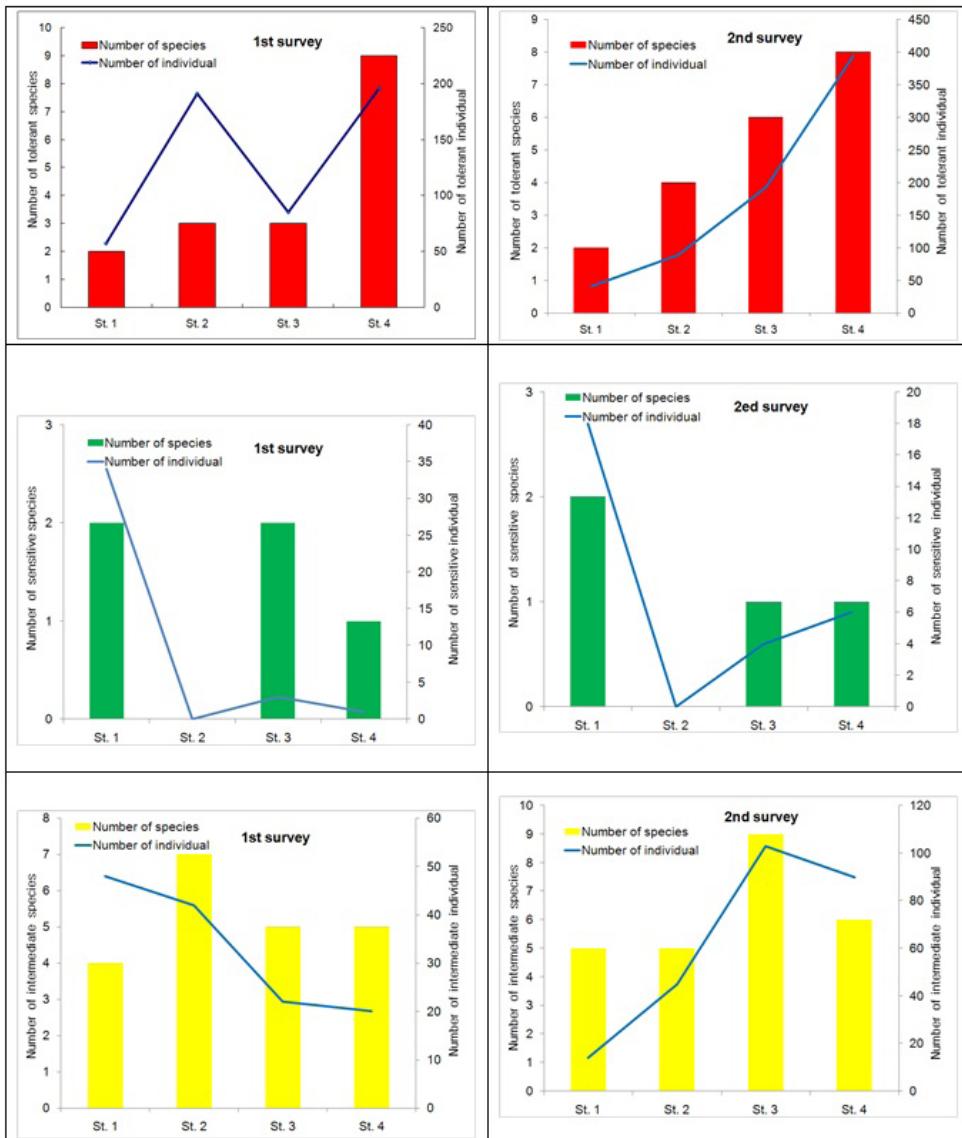 1st survey
Number of species
Number of individual
Number of tolerant species
10
9
8
7
6
5
4
3
2
1
0
250
200
150
100
50
0
Number of tolerant individual
St. 1 St. 2 St. 3 St. 4
2nd survey
Number of species
Number of individual
Number of tolerant species
9
8
7
6
5
4
3
2
1
0
450
400
350
300
250
200
150
100
50
0
Number of tolerant individual
St. 1 St. 2 St. 3 St. 4
1st survey
Number of species
Number of individual
Number of sensitive species
3
2
1
0
40
35
30
25
20
15
10
5
0
Number of sensitive individual
St. 1 St. 2 St. 3 St. 4
2ed survey
Number of species
Number of individual
Number of sensitive species
3
2
1
0
20
18
16
14
12
10
8
6
4
2
0
Number of sensitive individual
St. 1 St. 2 St. 3 St. 4
1st survey
Number of species
Number of individual
Number of intermediate species
8
7
6
5
4
3
2
1
0
60
50
40
30
20
10
0
Number of intermediate individual
St. 1 St. 2 St. 3 St. 4
2nd survey
Number of species
Number of individual
Number of intermediate species
10
9
8
7
6
5
4
3
2
1
0
120
100
80
60
40
20
0
Number of intermediate individual
St. 1 St. 2 St. 3 St. 4